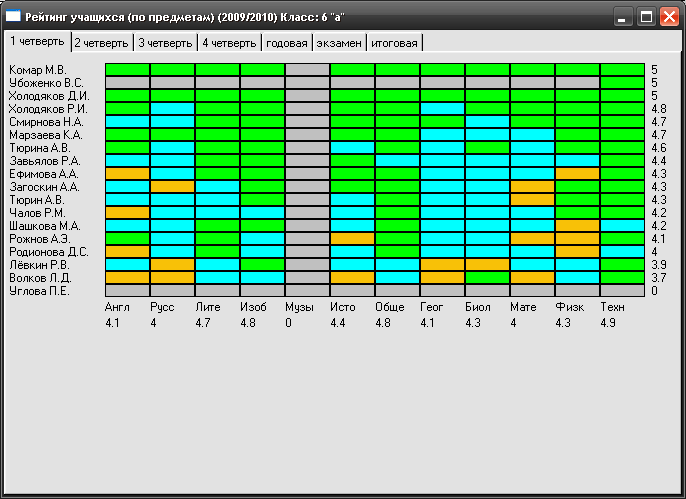 Рейтинг учащихся (по предметам) (2009/2010) Класс: 6 "а"
1 четверть 2 четверть 3 четверть 4 четверть годовая экзамен итоговая
Комар М.В. 5
Убоженко В.С. 5
Холодяков Д.И. 5
Холодяков Р.И. 4.8
Смирнова Н.А. 4.7
Марзаева К.А. 4.7
Тюрина А.В. 4.6
Завьялов Р.А. 4.4
Ефимова А.А. 4.3
Загоскин А.А. 4.3
Тюрин А.В. 4.3
Чалов Р.М. 4.2
Шашкова М.А. 4.2
Рожнов А.Э. 4.1
Родионова Д.С. 4
Лёвкин Р.В. 3.9
Волков Л.Д. 3.7
Углова П.Е. 0
Англ Русс Лите Изоб Музы Исто Обще Геог Биол Мате Физк Техн
4.1 4 4.7 4.8 0 4.4 4.8 4.1 4.3 4 4.3 4.9